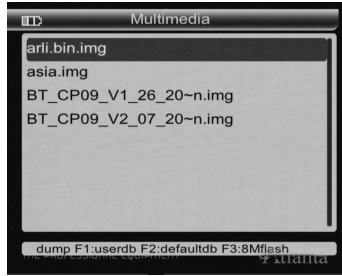 Multimedia
arli.bin.img
asia.img
BT_CP09_V1_26_20~n.img
BT_CP09_V2_07_20~n.img
dump F1:userdb F2:defaultdb F3:8Mflash